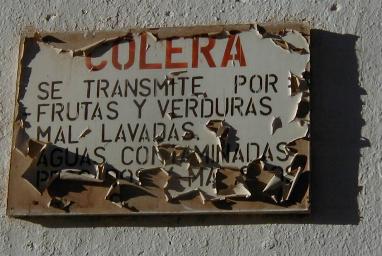 COLERA
SE TRANSMITE POR
FRUTAS Y VERDURAS
MAL LAVADAS.
AGUAS CONTAMINADAS